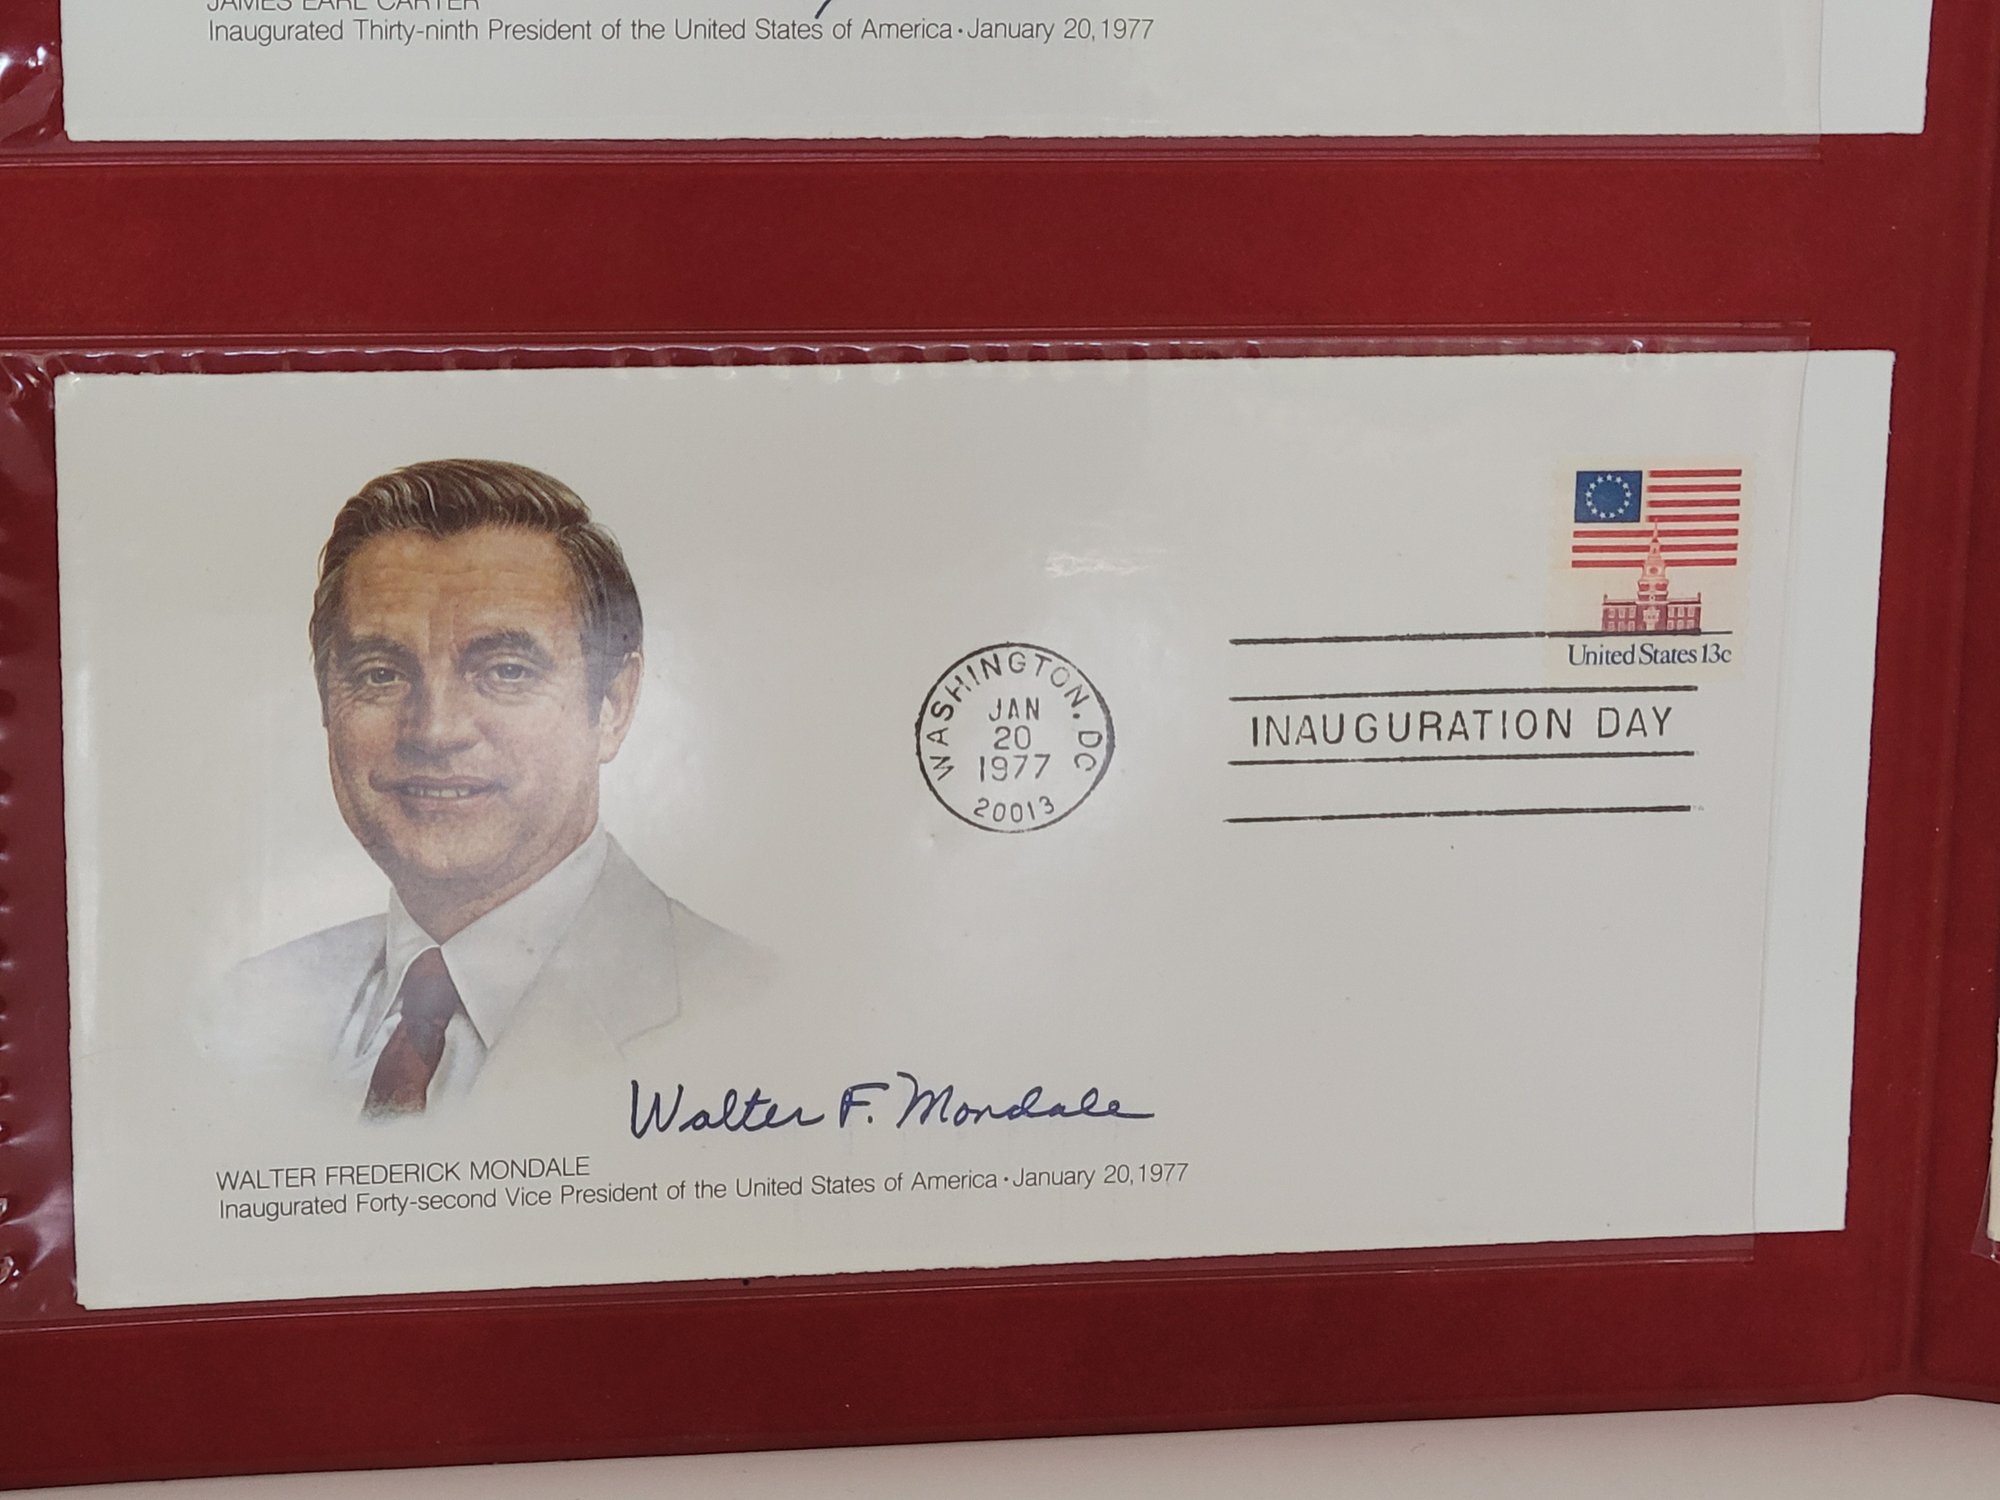 JAMES EARL CARTER
Inaugurated Thirty-ninth President of the United States of America • January 20, 1977
United States 13c
WASHINGTON, DC
JAN
20
1977
20013
INAUGURATION DAY
Walter F. Mondale
WALTER FREDERICK MONDALE
Inaugurated Forty-second Vice President of the United States of America • January 20, 1977